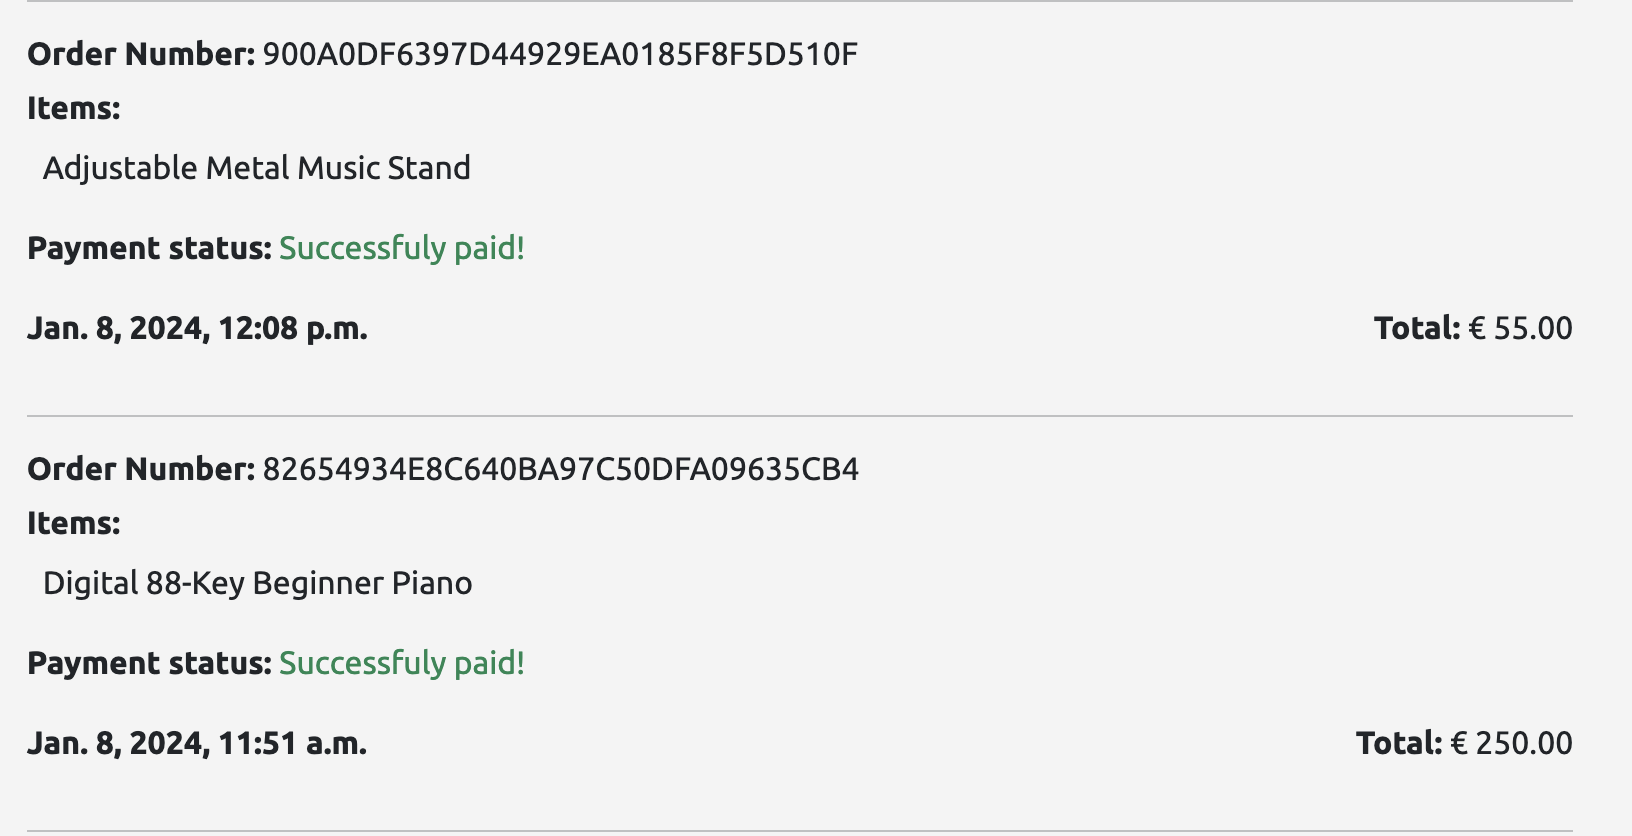 Order Number: 900A0DF6397D44929EA0185F8F5D510F
Items:
Adjustable Metal Music Stand
Payment status: Successfuly paid!
Jan. 8, 2024, 12:08 p.m. Total: € 55.00
Order Number: 82654934E8C640BA97C50DFA09635CB4
Items:
Digital 88-Key Beginner Piano
Payment status: Successfuly paid!
Jan. 8, 2024, 11:51 a.m. Total: € 250.00